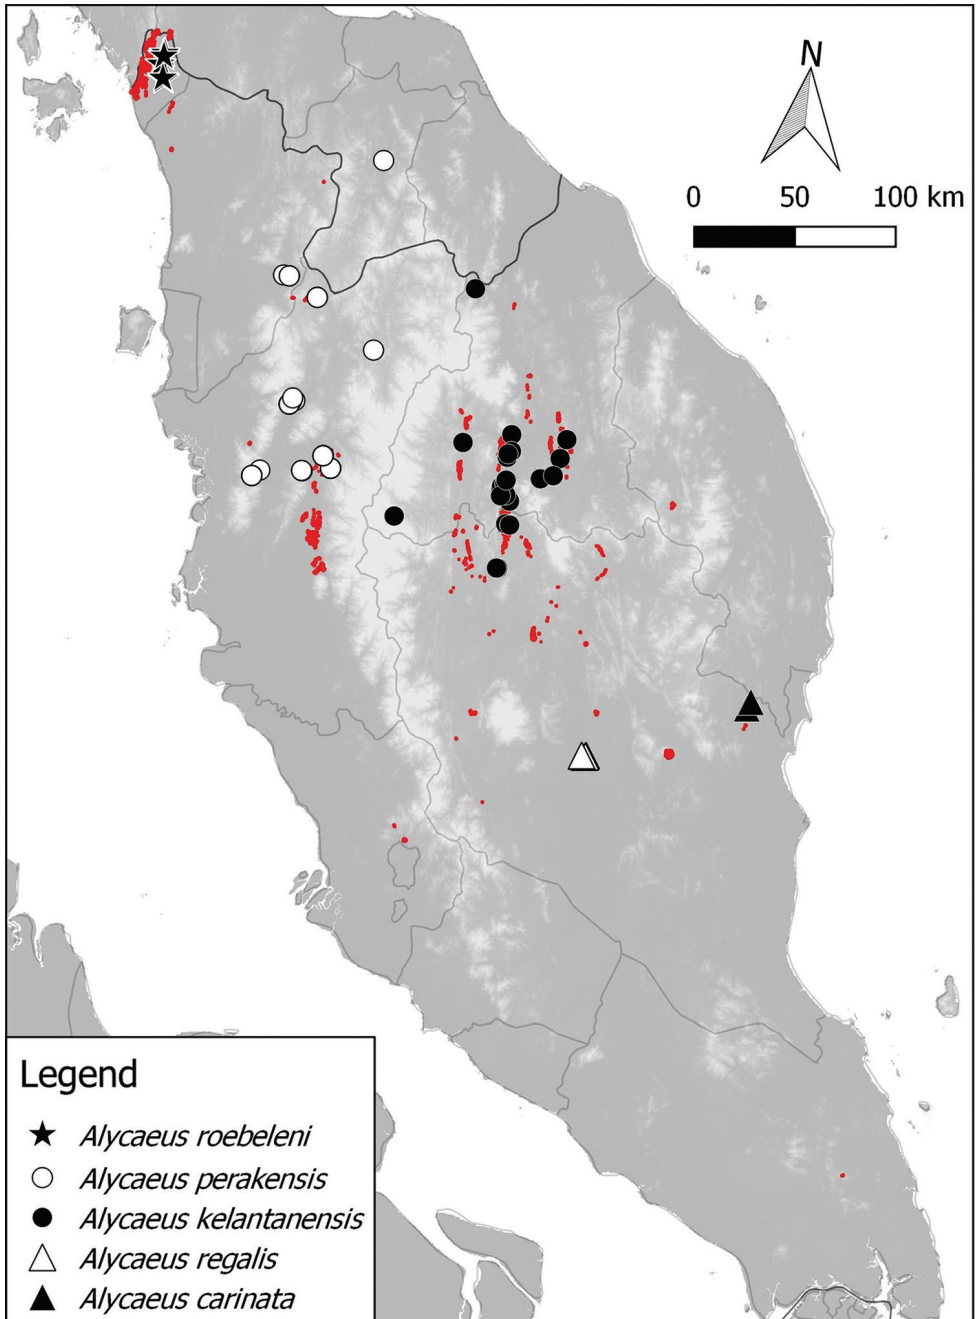 N
0 50 100 km
Legend
Alycaeus roebeleni
Alycaeus perakensis
Alycaeus kelantanensis
Alycaeus regalis
Alycaeus carinata